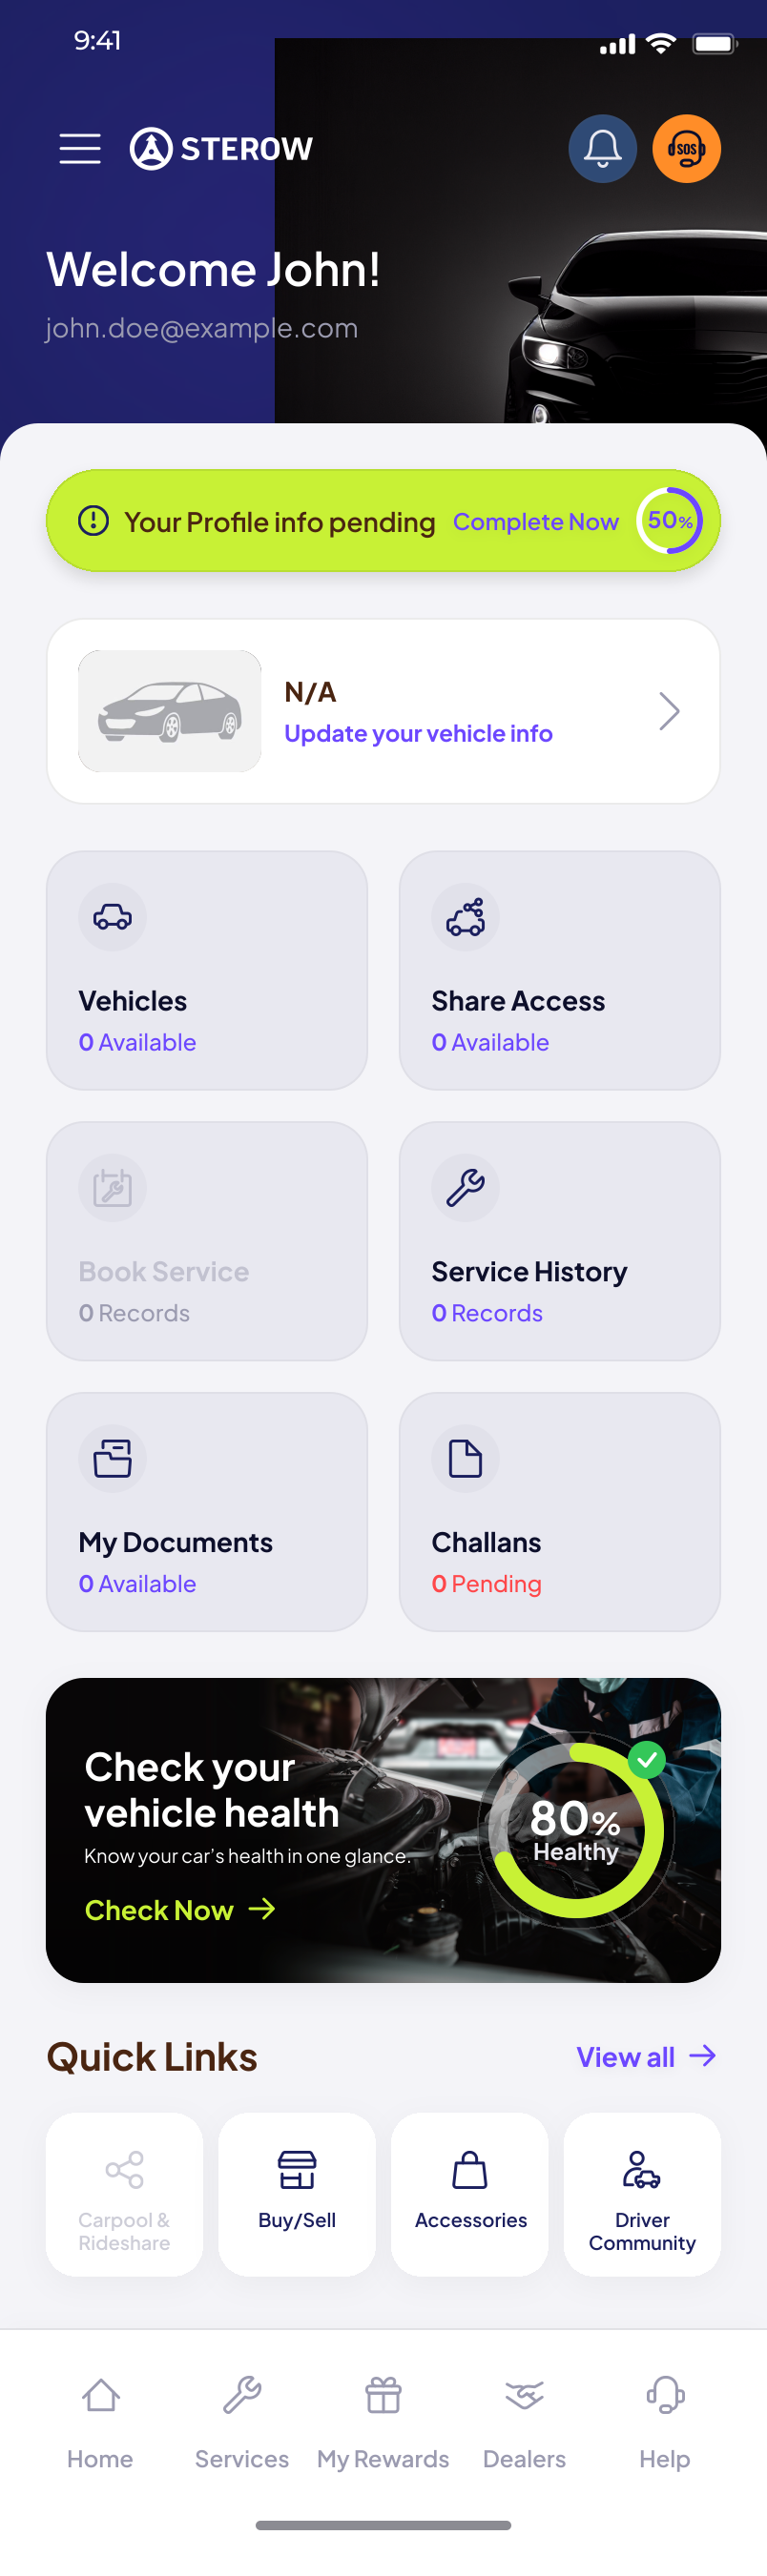 9:41
STEROW
SOS
Welcome John!
john.doe@example.com
Your Profile info pending
Complete Now
50%
N/A
Update your vehicle info
Vehicles
0 Available
Share Access
0 Available
Book Service
0 Records
Service History
0 Records
My Documents
0 Available
Challans
0 Pending
Check your
vehicle health
Know your car's health in one glance.
Check Now
80%
Healthy
Quick Links
View all
Carpool &
Rideshare
Buy/Sell
Accessories
Driver
Community
Home
Services
My Rewards
Dealers
Help